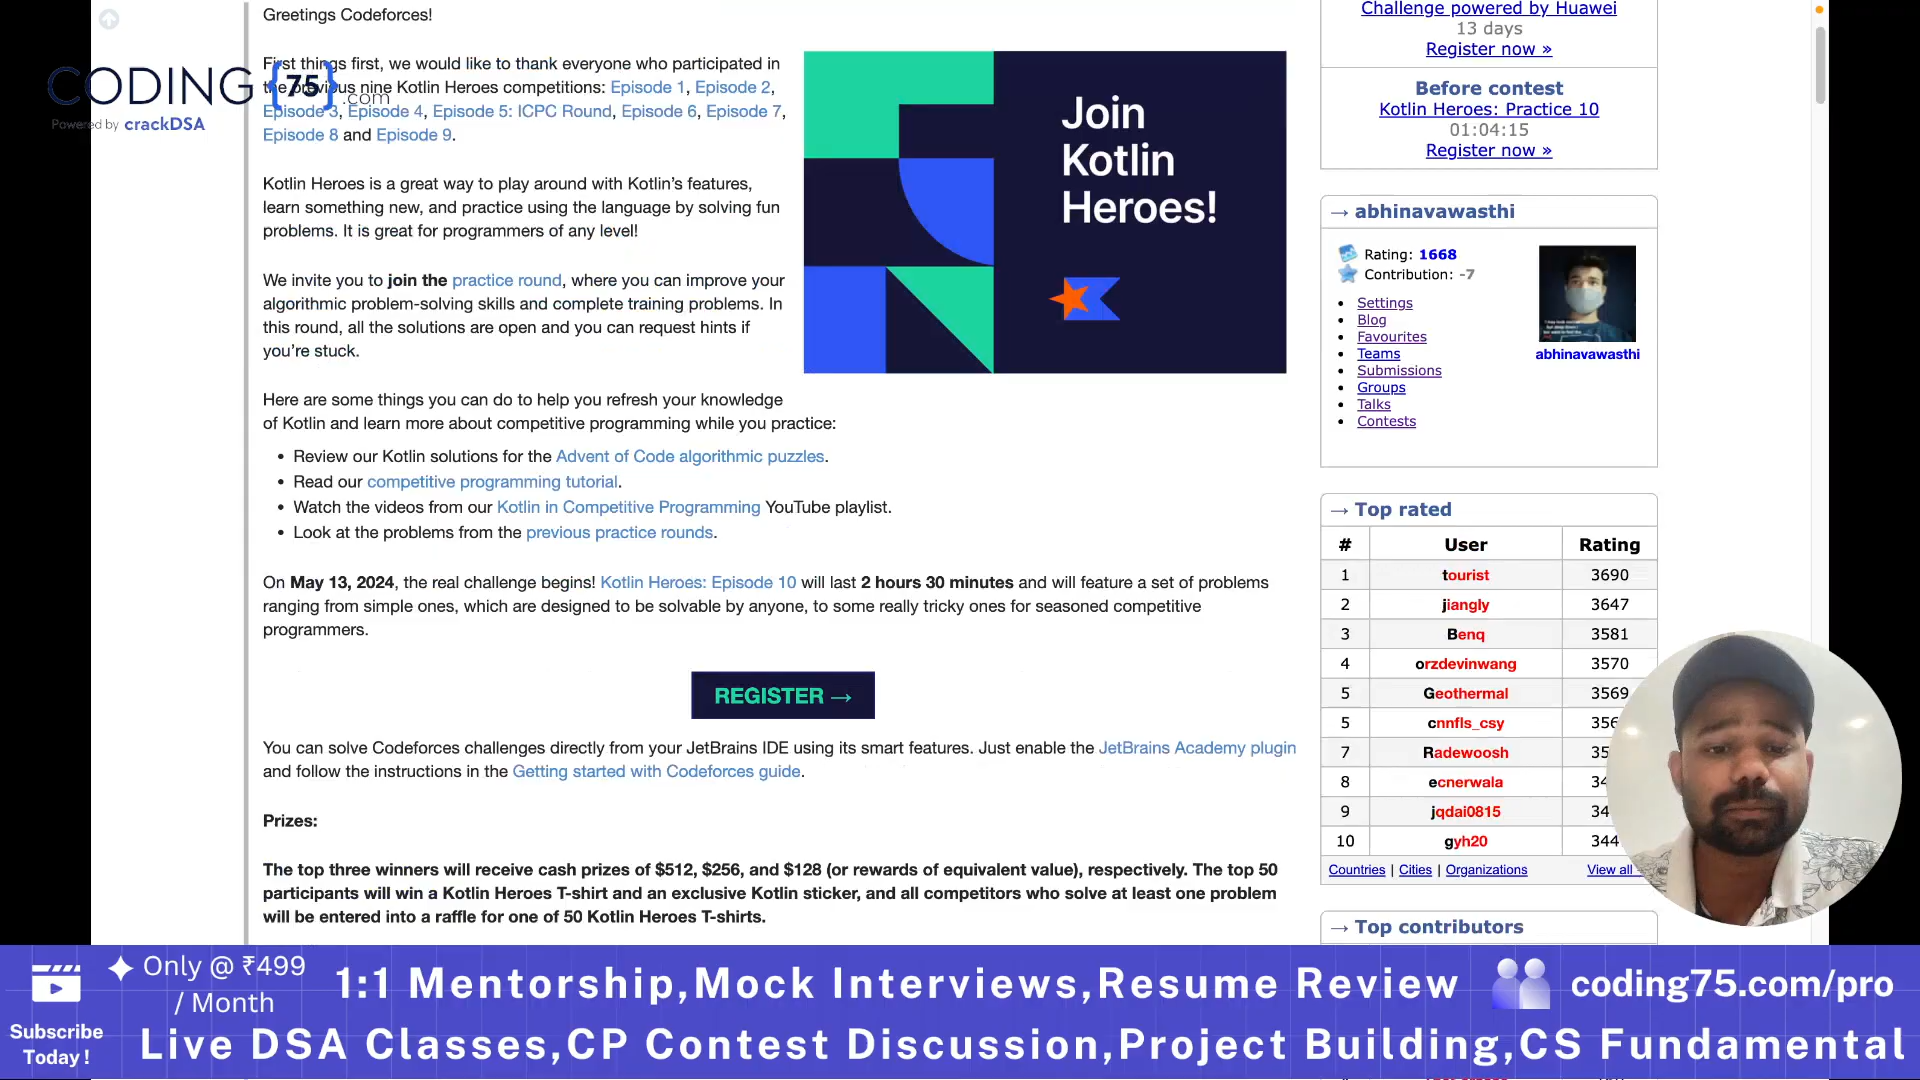 Greetings Codeforces!
First things first, we would like to thank everyone who participated in
the previous nine Kotlin Heroes competitions: Episode 1, Episode 2,
Episode 3, Episode 4, Episode 5: ICPC Round, Episode 6, Episode 7,
Episode 8 and Episode 9.
CODING {75} .com
Powered by crackDSA
Kotlin Heroes is a great way to play around with Kotlin's features,
learn something new, and practice using the language by solving fun
problems. It is great for programmers of any level!
We invite you to join the practice round, where you can improve your
algorithmic problem-solving skills and complete training problems. In
this round, all the solutions are open and you can request hints if
you're stuck.
Join
Kotlin
Heroes!
Here are some things you can do to help you refresh your knowledge
of Kotlin and learn more about competitive programming while you practice:
• Review our Kotlin solutions for the Advent of Code algorithmic puzzles.
• Read our competitive programming tutorial.
• Watch the videos from our Kotlin in Competitive Programming YouTube playlist.
• Look at the problems from the previous practice rounds.
On May 13, 2024, the real challenge begins! Kotlin Heroes: Episode 10 will last 2 hours 30 minutes and will feature a set of problems
ranging from simple ones, which are designed to be solvable by anyone, to some really tricky ones for seasoned competitive
programmers.
REGISTER →
You can solve Codeforces challenges directly from your JetBrains IDE using its smart features. Just enable the JetBrains Academy plugin
and follow the instructions in the Getting started with Codeforces guide.
Prizes:
The top three winners will receive cash prizes of $512, $256, and $128 (or rewards of equivalent value), respectively. The top 50
participants will win a Kotlin Heroes T-shirt and an exclusive Kotlin sticker, and all competitors who solve at least one problem
will be entered into a raffle for one of 50 Kotlin Heroes T-shirts.
Challenge powered by Huawei
13 days
Register now »
Before contest
Kotlin Heroes: Practice 10
01:04:15
Register now »
→ abhinavawasthi
Rating: 1668
Contribution: -7
• Settings
• Blog
• Favourites
• Teams
• Submissions
• Groups
• Talks
• Contests
abhinavawasthi
→ Top rated
# User Rating
1 tourist 3690
2 jiangly 3647
3 Benq 3581
4 orzdevinwang 3570
5 Geothermal 3569
5 cnnfls_csy 356
7 Radewoosh 35
8 ecnerwala 34
9 jqdai0815 34
10 gyh20 344
Countries | Cities | Organizations View all
→ Top contributors
Subscribe
Today !
Only @ ₹499
/ Month
1:1 Mentorship,Mock Interviews,Resume Review
coding75.com/pro
Live DSA Classes,CP Contest Discussion,Project Building,CS Fundamental